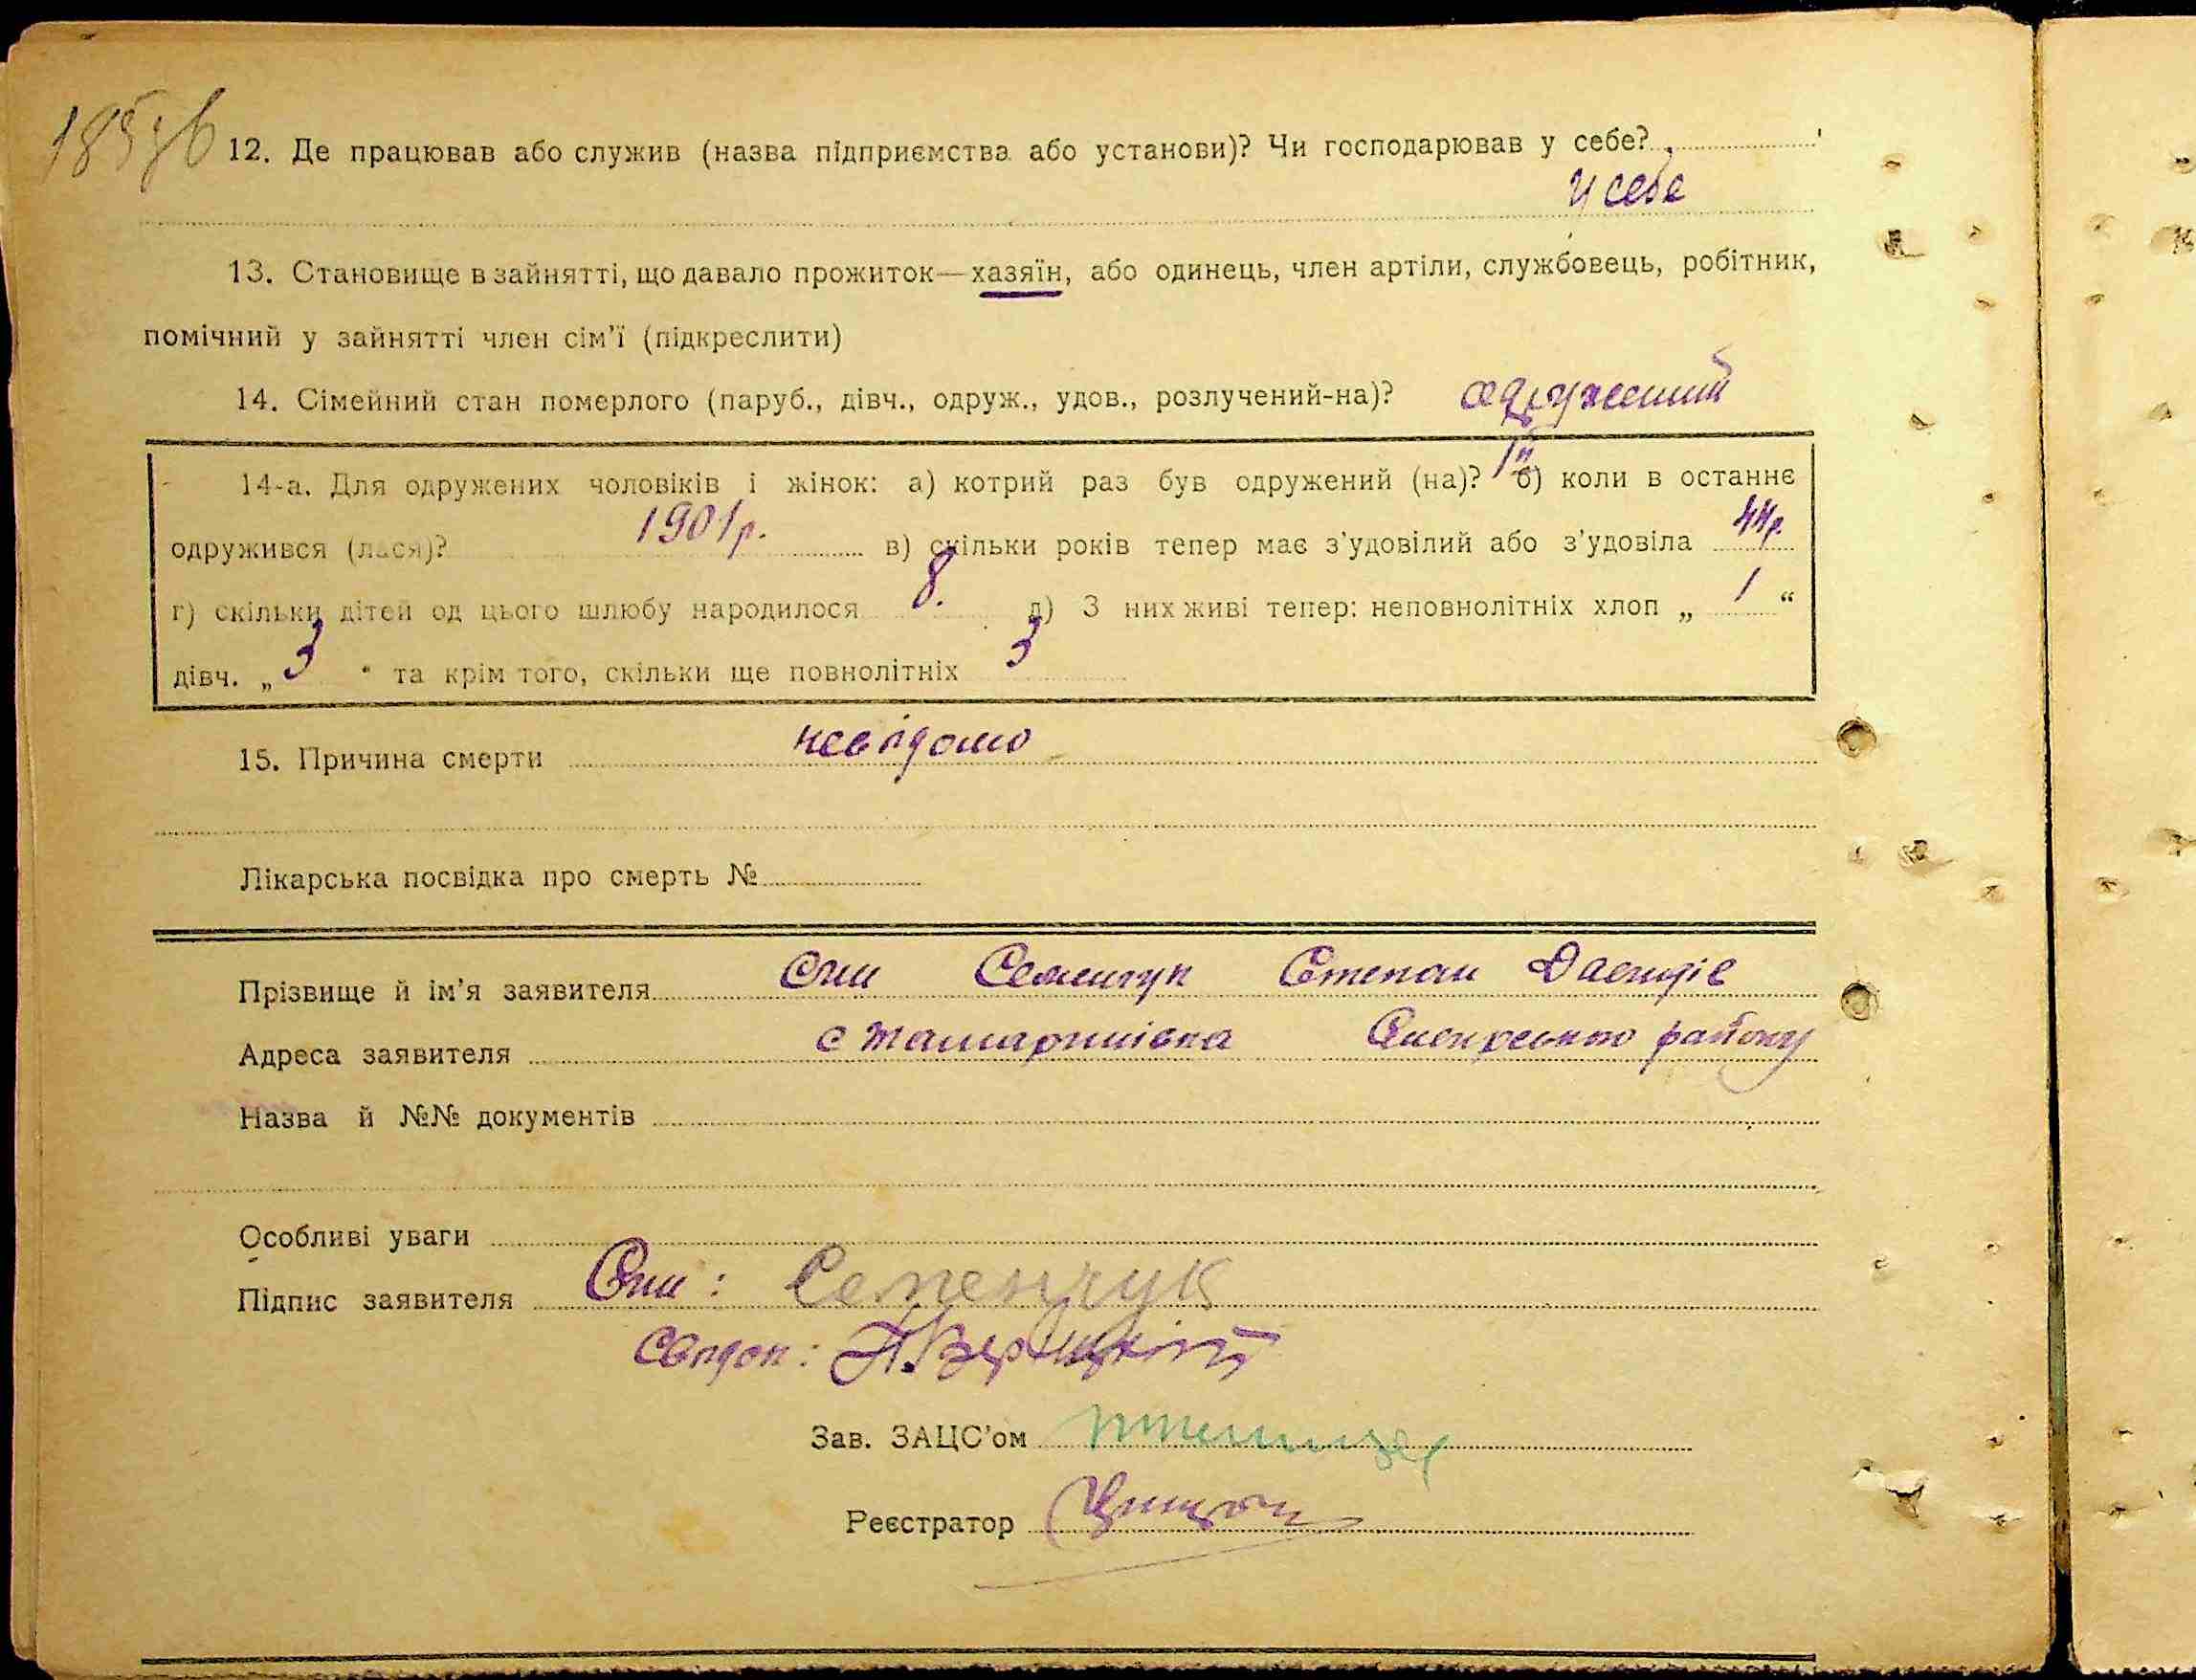 185зв
12. Де працював або служив (назва підприємства або установи)? Чи господарював у себе?
у себе
13. Становище в зайнятті, що давало прожиток—хазяїн, або одинець, член артіли, службовець, робітник,
помічний у зайнятті член сім'ї (підкреслити)
14. Сімейний стан померлого (паруб., дівч., одруж., удов., розлучений-на)? одружений
14-а. Для одружених чоловіків і жінок: а) котрий раз був одружений (на)? 1й б) коли в останнє
одружився (лася)? 1901р. в) скільки років тепер має з'удовілий або з'удовіла 44р.
г) скільки дітей од цього шлюбу народилося 8. д) З них живі тепер: неповнолітніх хлоп „ 1 “
дівч. „ 3 “ та крім того, скільки ще повнолітніх 3
15. Причина смерти невідомо
Лікарська посвідка про смерть №
Прізвище й ім'я заявителя Син Семенчук Степан Давидів
Адреса заявителя с Району
Назва й №№ документів
Особливі уваги
Підпис заявителя Син: Семенчук
Свідок:
Зав. ЗАЦС'ом
Реєстратор